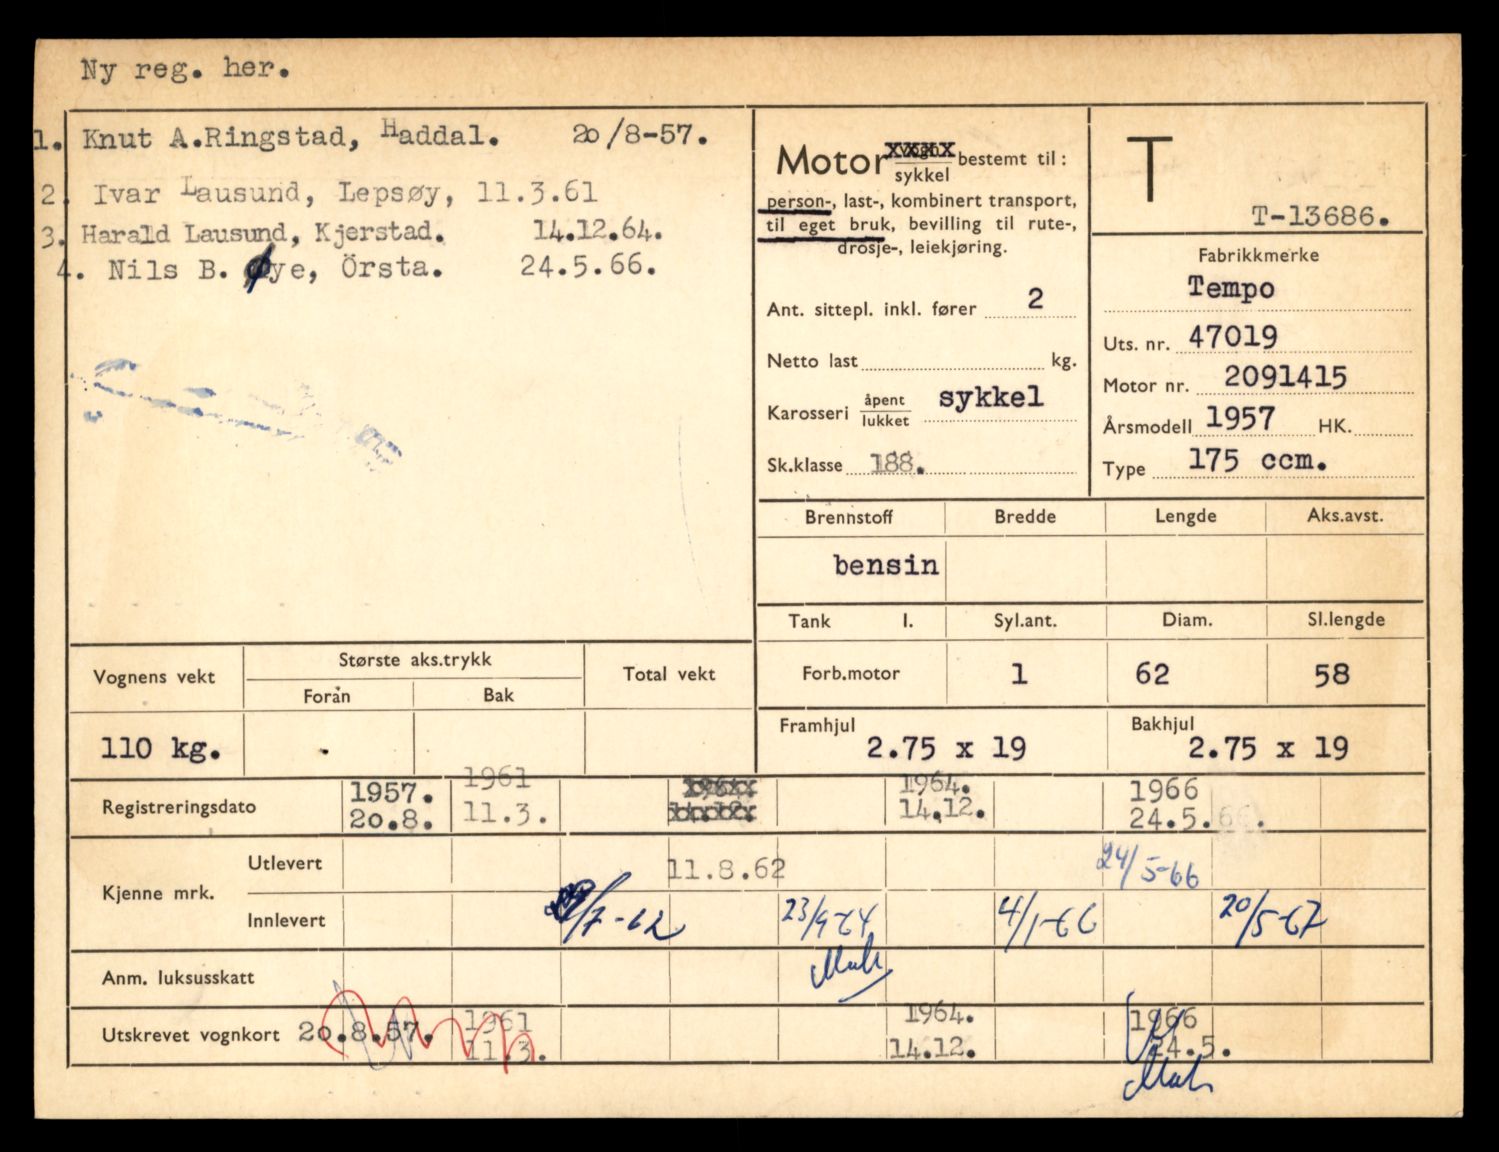 Ny reg. her.
1. Knut A.Ringstad, Haddal. 20/8-57.
2. Ivar Lausund, Lepsøy, 11.3.61
3. Harald Lausund, Kjerstad. 14.12.64.
4. Nils B. Øye, Örsta. 24.5.66.
Motor vogn sykkel bestemt til:
person-, last-, kombinert transport,
til eget bruk, bevilling til rute-,
drosje-, leiekjøring.
Ant. sittepl. inkl. fører 2
Netto last kg.
Karosseri åpent lukket sykkel
Sk.klasse 188.
T
T-13686.
Fabrikkmerke
Tempo
Uts. nr. 47019
Motor nr. 2091415
Årsmodell 1957 HK.
Type 175 ccm.
Brennstoff Bredde Lengde Aks.avst.
bensin
Tank l. Syl.ant. Diam. Sl.lengde
Forb.motor 1 62 58
Framhjul Bakhjul
2.75 x 19 2.75 x 19
Vognens vekt Største aks.trykk Total vekt
Foran Bak
110 kg.
Registreringsdato 1957. 1961 1964. 1966
20.8. 11.3. 14.12. 24.5.66.
Kjenne mrk.
Utlevert 11.8.62 24/5-66
Innlevert /7-62 23/9-64 4/1-66 20/5-67
Anm. luksusskatt
Utskrevet vognkort 20.8.57. 1961 1964. 1966
11.3. 14.12. 24.5.